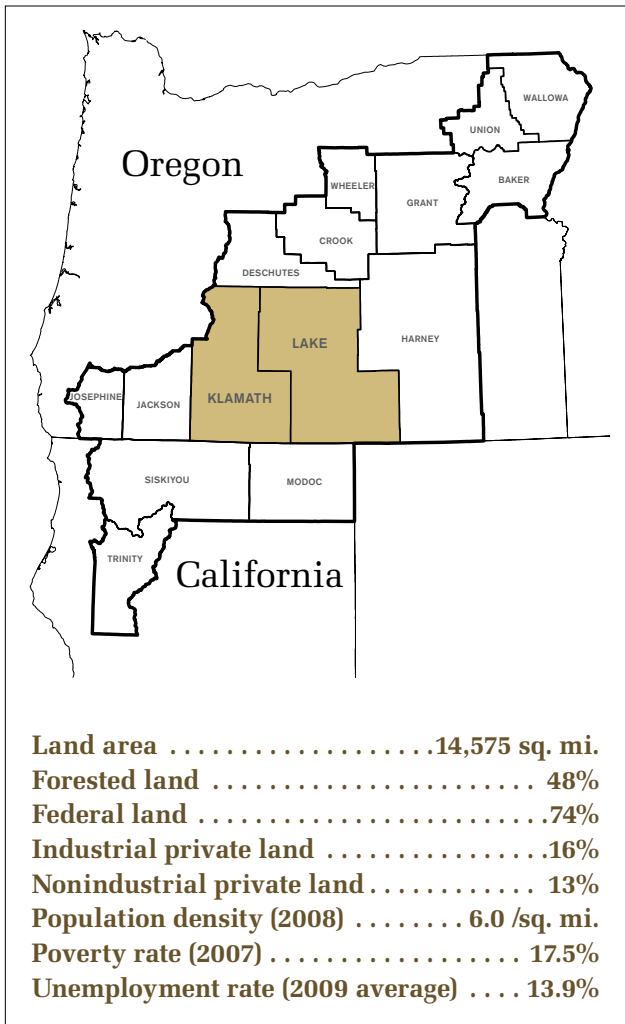 WALLOWA
UNION
Oregon
WHEELER
BAKER
GRANT
CROOK
DESCHUTES
LAKE
HARNEY
JOSEPHINE
KLAMATH
JACKSON
SISKIYOU
MODOC
TRINITY
California
Land area . . . . . . . . . . . . . . . . . . .14,575 sq. mi.
Forested land . . . . . . . . . . . . . . . . . . . . . . . 48%
Federal land . . . . . . . . . . . . . . . . . . . . . . . . .74%
Industrial private land . . . . . . . . . . . . . . . .16%
Nonindustrial private land . . . . . . . . . . . . 13%
Population density (2008) . . . . . . . . 6.0 /sq. mi.
Poverty rate (2007) . . . . . . . . . . . . . . . . . . 17.5%
Unemployment rate (2009 average) . . . . 13.9%